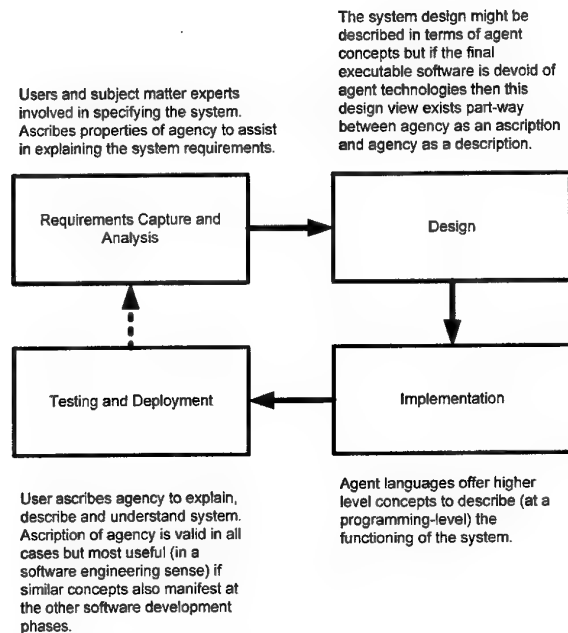 Users and subject matter experts
involved in specifying the system.
Ascribes properties of agency to assist
in explaining the system requirements.
The system design might be
described in terms of agent
concepts but if the final
executable software is devoid of
agent technologies then this
design view exists part-way
between agency as an ascription
and agency as a description.
Requirements Capture and
Analysis
Design
Testing and Deployment
Implementation
User ascribes agency to explain,
describe and understand system.
Ascription of agency is valid in all
cases but most useful (in a
software engineering sense) if
similar concepts also manifest at
the other software development
phases.
Agent languages offer higher
level concepts to describe (at a
programming-level) the
functioning of the system.